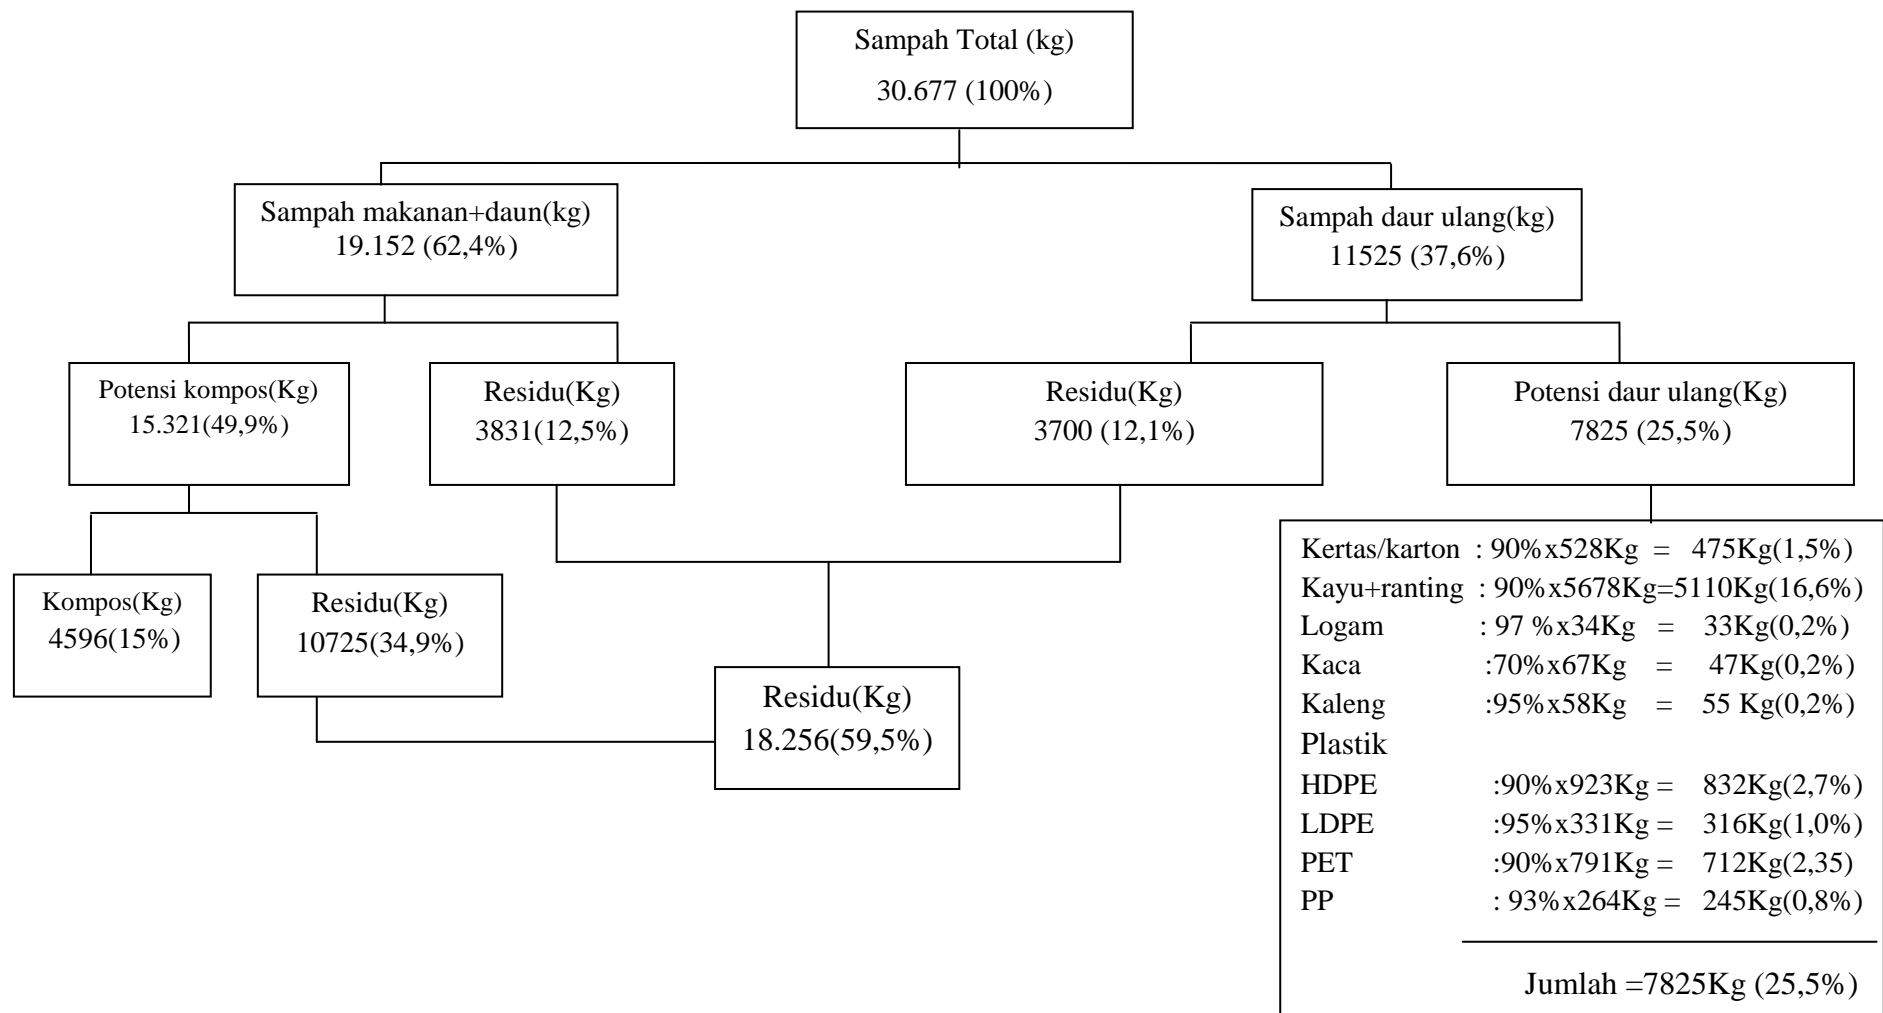 Sampah Total (kg)
30.677 (100%)
Sampah makanan+daun(kg)
19.152 (62,4%)
Sampah daur ulang(kg)
11525 (37,6%)
Potensi kompos(Kg)
15.321(49,9%)
Residu(Kg)
3831(12,5%)
Residu(Kg)
3700 (12,1%)
Potensi daur ulang(Kg)
7825 (25,5%)
Kompos(Kg)
4596(15%)
Residu(Kg)
10725(34,9%)
Residu(Kg)
18.256(59,5%)
Kertas/karton : 90%x528Kg = 475Kg(1,5%)
Kayu+ranting : 90%x5678Kg=5110Kg(16,6%)
Logam : 97 %x34Kg = 33Kg(0,2%)
Kaca :70%x67Kg = 47Kg(0,2%)
Kaleng :95%x58Kg = 55 Kg(0,2%)
Plastik
HDPE :90%x923Kg = 832Kg(2,7%)
LDPE :95%x331Kg = 316Kg(1,0%)
PET :90%x791Kg = 712Kg(2,35)
PP : 93%x264Kg = 245Kg(0,8%)
Jumlah =7825Kg (25,5%)